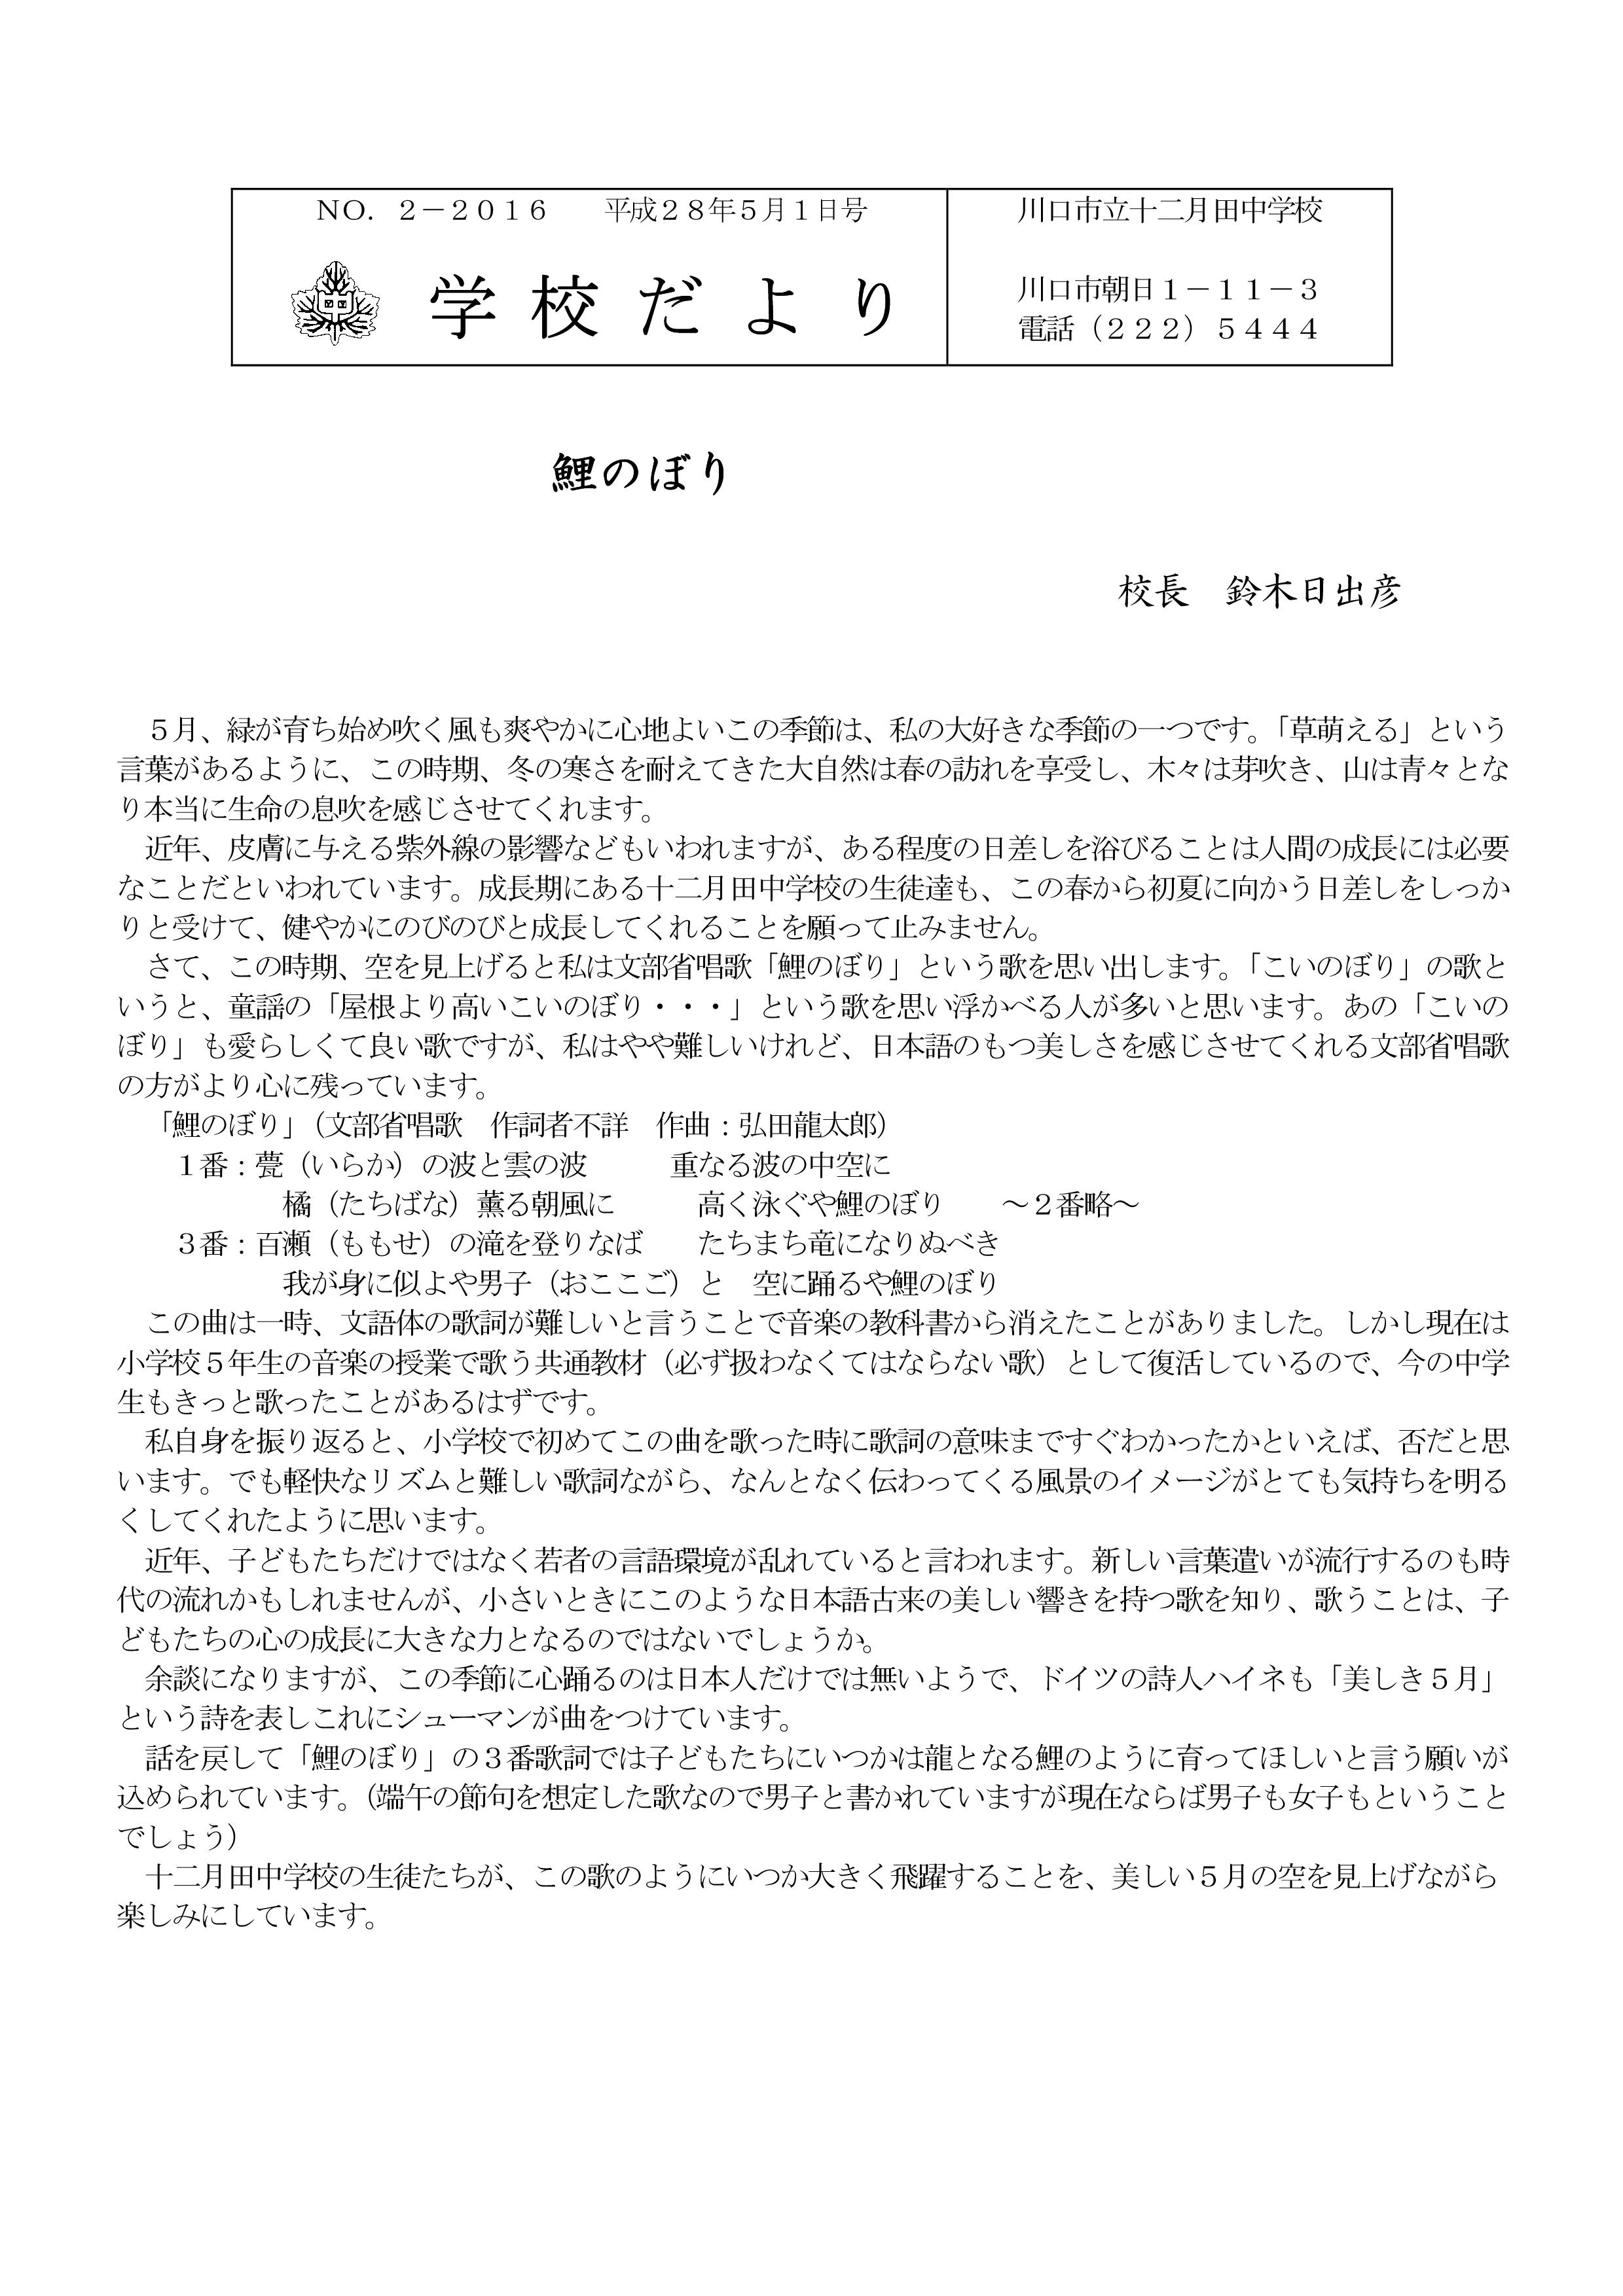 NO. ２－２０１６　　平成２８年５月１日号
学校だより
川口市立十二月田中学校
川口市朝日１－１１－３
電話（２２２）５４４４
鯉のぼり
校長　鈴木日出彦
　５月、緑が育ち始め吹く風も爽やかに心地よいこの季節は、私の大好きな季節の一つです。「草萌える」という
言葉があるように、この時期、冬の寒さを耐えてきた大自然は春の訪れを享受し、木々は芽吹き、山は青々とな
り本当に生命の息吹を感じさせてくれます。
　近年、皮膚に与える紫外線の影響などもいわれますが、ある程度の日差しを浴びることは人間の成長には必要
なことだといわれています。成長期にある十二月田中学校の生徒達も、この春から初夏に向かう日差しをしっか
りと受けて、健やかにのびのびと成長してくれることを願って止みません。
　さて、この時期、空を見上げると私は文部省唱歌「鯉のぼり」という歌を思い出します。「こいのぼり」の歌と
いうと、童謡の「屋根より高いこいのぼり・・・」という歌を思い浮かべる人が多いと思います。あの「こいの
ぼり」も愛らしくて良い歌ですが、私はやや難しいけれど、日本語のもつ美しさを感じさせてくれる文部省唱歌
の方がより心に残っています。
　「鯉のぼり」（文部省唱歌　作詞者不詳　作曲：弘田龍太郎）
　　１番：甍（いらか）の波と雲の波　　　重なる波の中空に
　　　　　　橘（たちばな）薫る朝風に　　　高く泳ぐや鯉のぼり　　～２番略～
　　３番：百瀬（ももせ）の滝を登りなば　　たちまち竜になりぬべき
　　　　　　我が身に似よや男子（おここご）と　空に踊るや鯉のぼり
　この曲は一時、文語体の歌詞が難しいと言うことで音楽の教科書から消えたことがありました。しかし現在は
小学校５年生の音楽の授業で歌う共通教材（必ず扱わなくてはならない歌）として復活しているので、今の中学
生もきっと歌ったことがあるはずです。
　私自身を振り返ると、小学校で初めてこの曲を歌った時に歌詞の意味まですぐわかったかといえば、否だと思
います。でも軽快なリズムと難しい歌詞ながら、なんとなく伝わってくる風景のイメージがとても気持ちを明る
くしてくれたように思います。
　近年、子どもたちだけではなく若者の言語環境が乱れていると言われます。新しい言葉遣いが流行するのも時
代の流れかもしれませんが、小さいときにこのような日本語古来の美しい響きを持つ歌を知り、歌うことは、子
どもたちの心の成長に大きな力となるのではないでしょうか。
　余談になりますが、この季節に心踊るのは日本人だけでは無いようで、ドイツの詩人ハイネも「美しき５月」
という詩を表しこれにシューマンが曲をつけています。
　話を戻して「鯉のぼり」の３番歌詞では子どもたちにいつかは龍となる鯉のように育ってほしいと言う願いが
込められています。（端午の節句を想定した歌なので男子と書かれていますが現在ならば男子も女子もということ
でしょう）
　十二月田中学校の生徒たちが、この歌のようにいつか大きく飛躍することを、美しい５月の空を見上げながら
楽しみにしています。